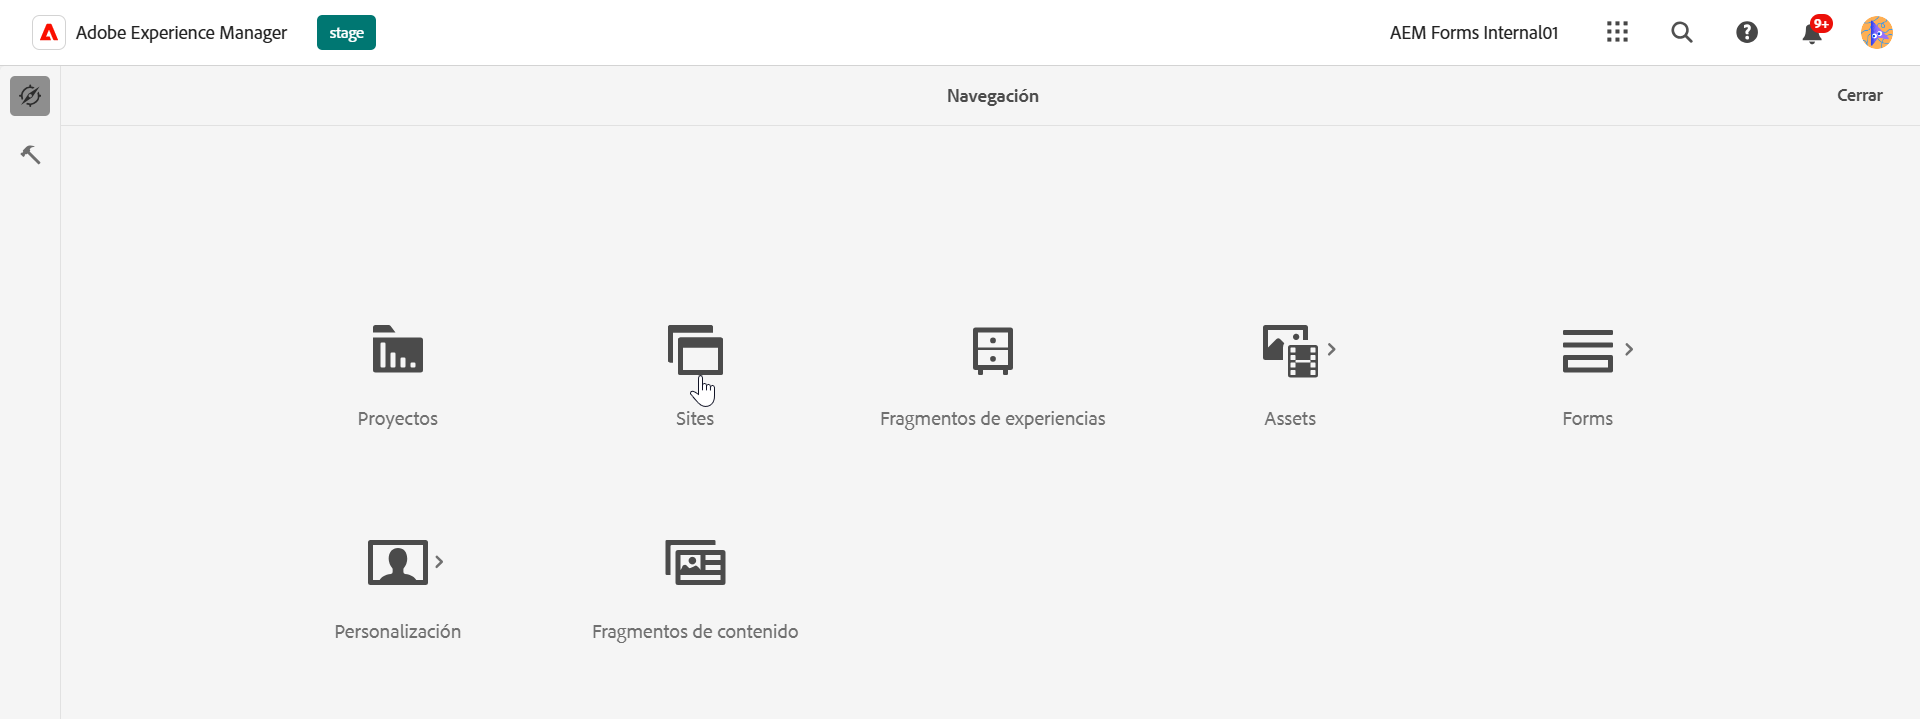 Adobe Experience Manager
stage
AEM Forms Internal01
9+
Navegación
Cerrar
Proyectos
Sites
Fragmentos de experiencias
Assets
Forms
Personalización
Fragmentos de contenido